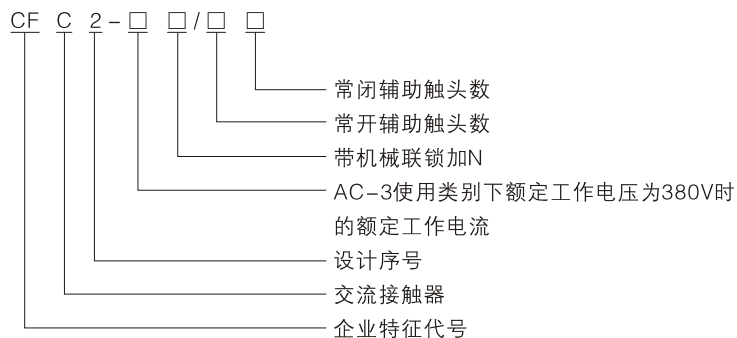 CF C 2-□ □/□ □
常闭辅助触头数
常开辅助触头数
带机械联锁加N
AC-3使用类别下额定工作电压为380V时
的额定工作电流
设计序号
交流接触器
企业特征代号